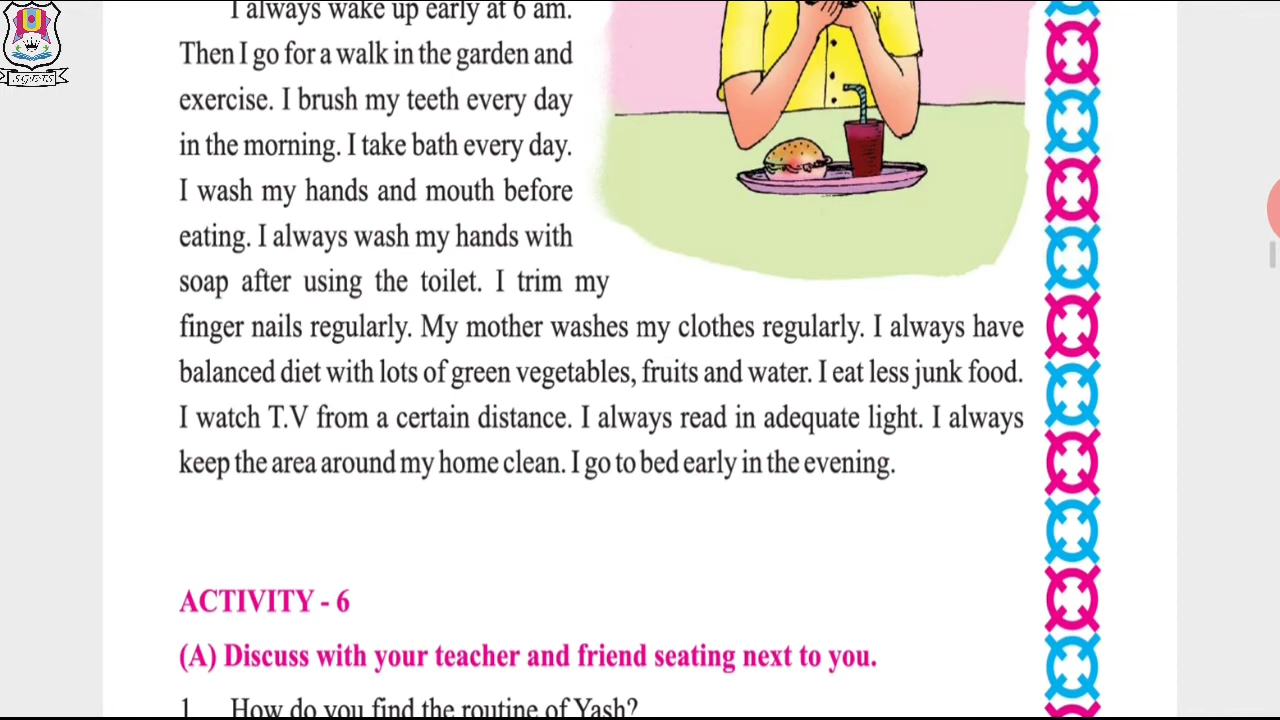 I always wake up early at 6 am.
Then I go for a walk in the garden and
exercise. I brush my teeth every day
in the morning. I take bath every day.
I wash my hands and mouth before
eating. I always wash my hands with
soap after using the toilet. I trim my
finger nails regularly. My mother washes my clothes regularly. I always have
balanced diet with lots of green vegetables, fruits and water. I eat less junk food.
I watch T.V from a certain distance. I always read in adequate light. I always
keep the area around my home clean. I go to bed early in the evening.
ACTIVITY - 6
(A) Discuss with your teacher and friend seating next to you.
1 How do you find the routine of Yash?